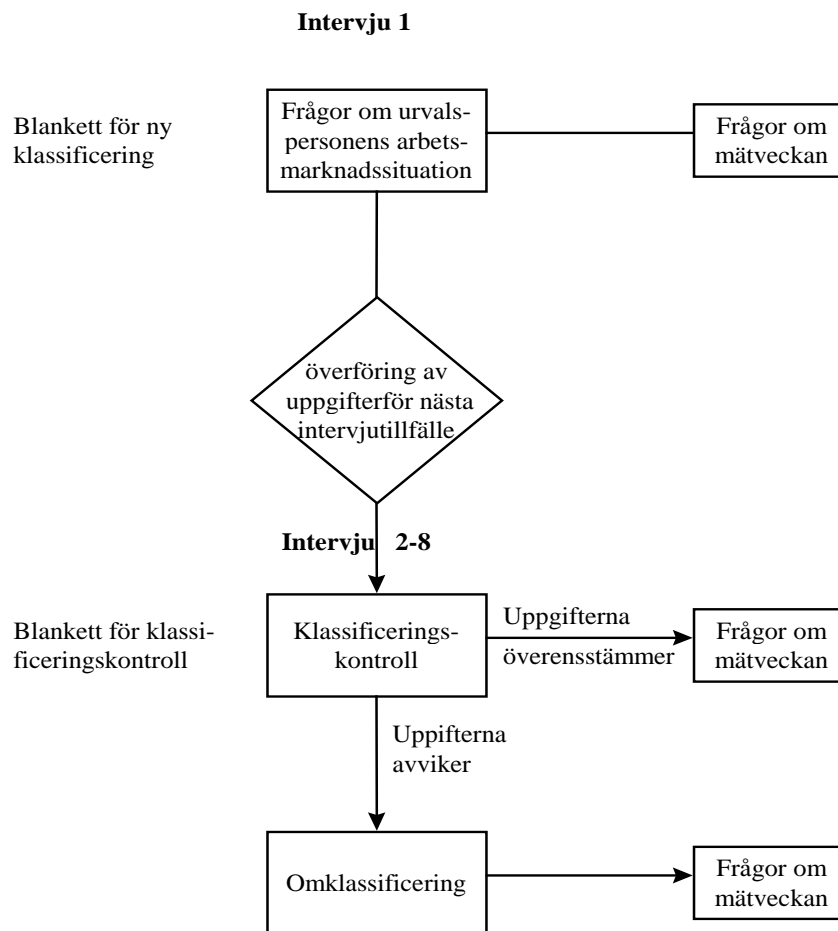 Intervju 1
Blankett för ny
klassificering
Frågor om urvals-
personens arbets-
marknadssituation
Frågor om
mätveckan
överföring av
uppgifterför nästa
intervjutillfälle
Intervju 2-8
Blankett för klassi-
ficeringskontroll
Klassificerings-
kontroll
Uppgifterna
överensstämmer
Frågor om
mätveckan
Uppifterna
avviker
Omklassificering
Frågor om
mätveckan